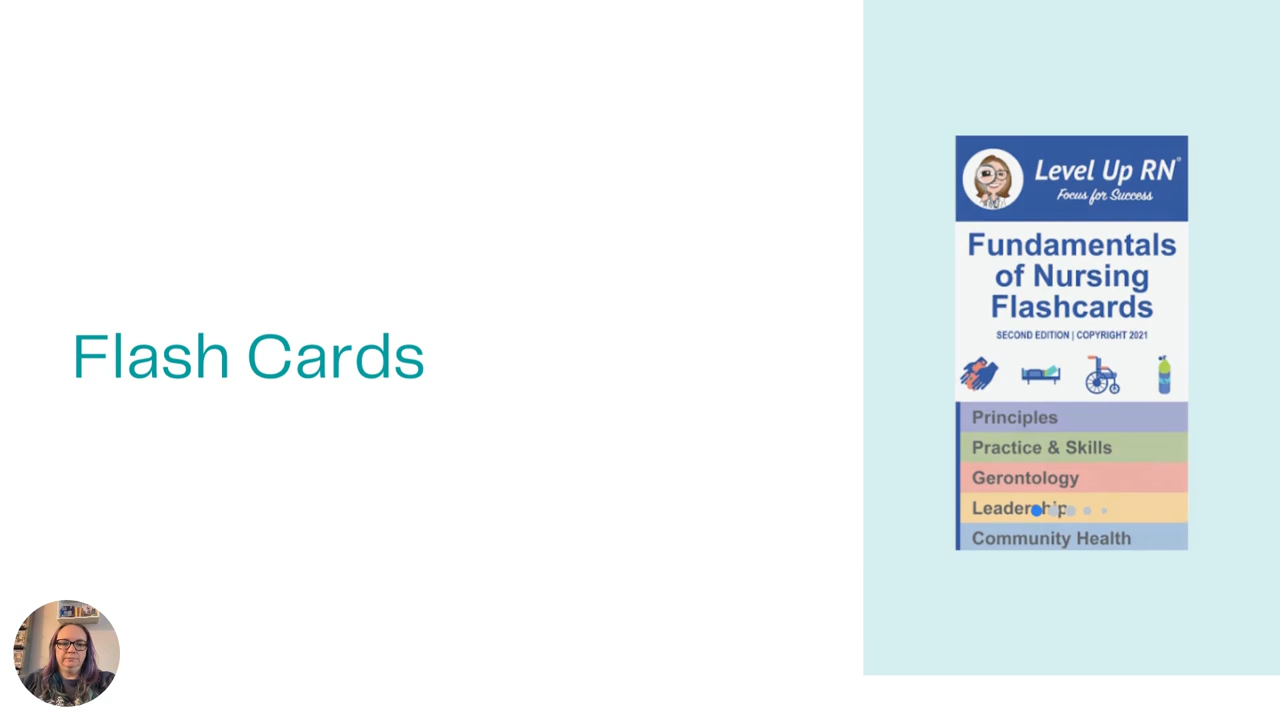 Flash Cards
Level Up RN®
Focus for Success
Fundamentals
of Nursing
Flashcards
SECOND EDITION | COPYRIGHT 2021
Principles
Practice & Skills
Gerontology
Leadership
Community Health